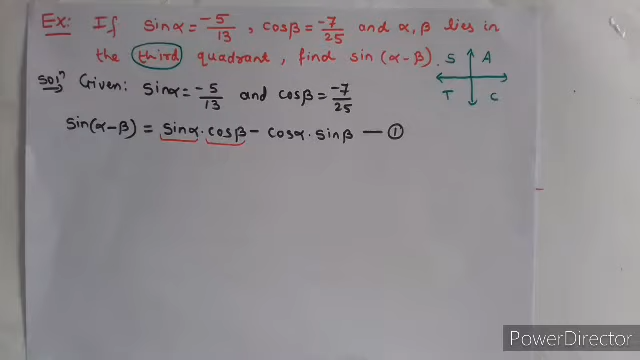 Ex: If sinα = -5/13, cosβ = -7/25 and α, β lies in
the third quadrant, find sin(α-β).
S A
T C
Solⁿ Given: sinα = -5/13 and cosβ = -7/25
sin(α-β) = sinα · cosβ - cosα · sinβ — ①
PowerDirector